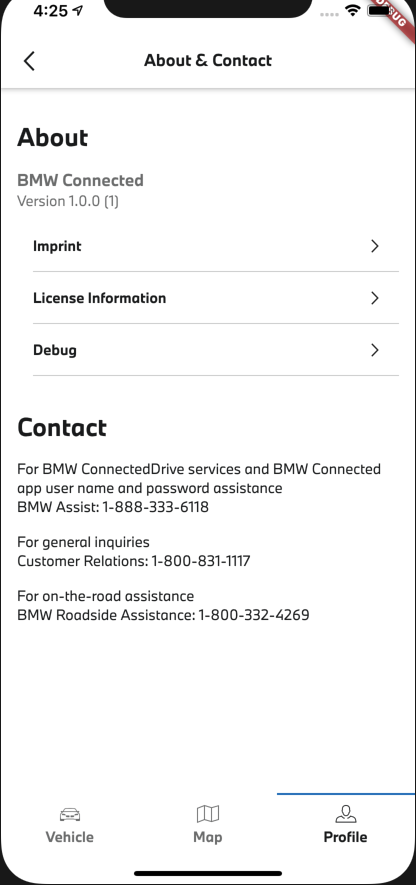 4:25
DEBUG
About & Contact
About
BMW Connected
Version 1.0.0 (1)
Imprint
License Information
Debug
Contact
For BMW ConnectedDrive services and BMW Connected
app user name and password assistance
BMW Assist: 1-888-333-6118
For general inquiries
Customer Relations: 1-800-831-1117
For on-the-road assistance
BMW Roadside Assistance: 1-800-332-4269
Vehicle
Map
Profile